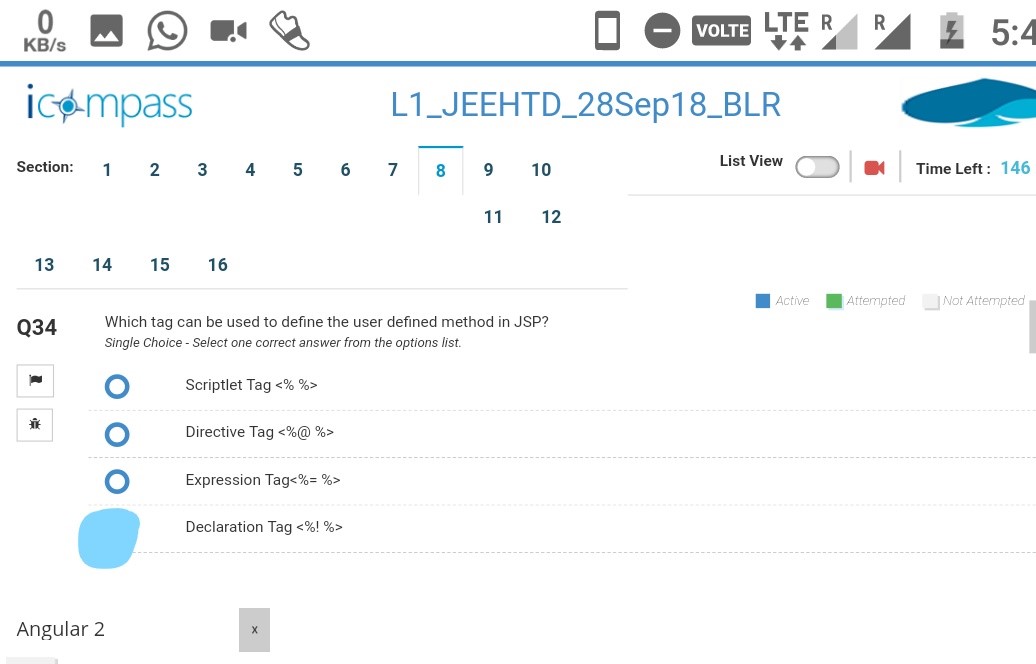 0
KB/s
VOLTE
LTE
R
R
icompass
L1_JEEHTD_28Sep18_BLR
Section: 1 2 3 4 5 6 7 8 9 10
List View
Time Left : 146
11 12
13 14 15 16
Active Attempted Not Attempted
Q34
Which tag can be used to define the user defined method in JSP?
Single Choice - Select one correct answer from the options list.
Scriptlet Tag <% %>
Directive Tag <%@ %>
Expression Tag<%= %>
Declaration Tag <%! %>
Angular 2
x